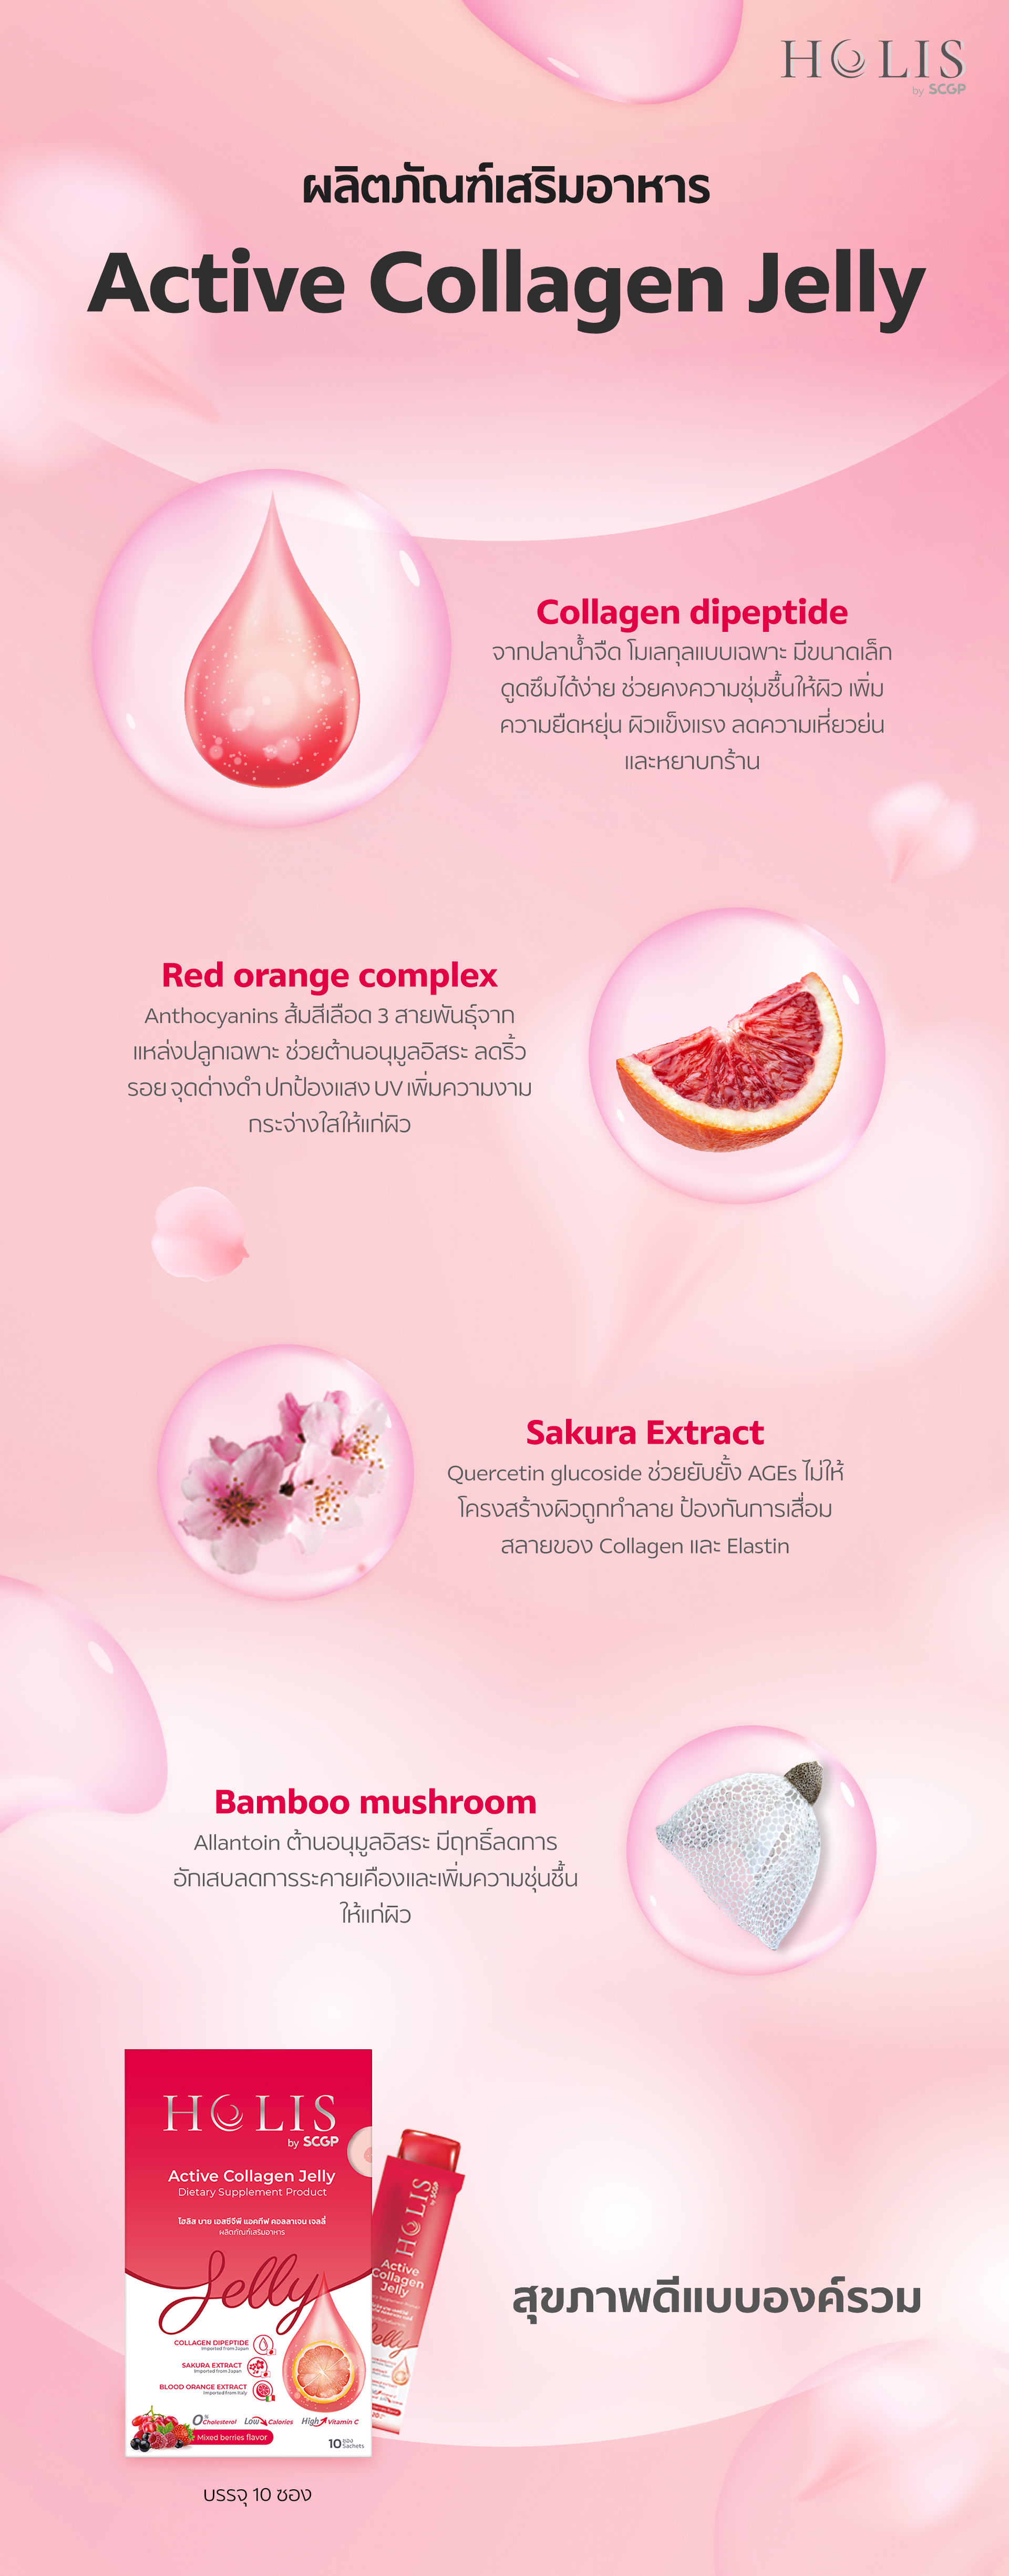 HOLIS
by SCGP
ผลิตภัณฑ์เสริมอาหาร
Active Collagen Jelly
Collagen dipeptide
จากปลาน้ำจืด โมเลกุลแบบเฉพาะ มีขนาดเล็ก
ดูดซึมได้ง่าย ช่วยคงความชุ่มชื้นให้ผิว เพิ่ม
ความยืดหยุ่น ผิวแข็งแรง ลดความเหี่ยวย่น
และหยาบกร้าน
Red orange complex
Anthocyanins ส้มสีเลือด 3 สายพันธุ์จาก
แหล่งปลูกเฉพาะ ช่วยต้านอนุมูลอิสระ ลดริ้ว
รอย จุดด่างดำ ปกป้องแสง UV เพิ่มความงาม
กระจ่างใสให้แก่ผิว
Sakura Extract
Quercetin glucoside ช่วยยับยั้ง AGEs ไม่ให้
โครงสร้างผิวถูกทำลาย ป้องกันการเสื่อม
สลายของ Collagen และ Elastin
Bamboo mushroom
Allantoin ต้านอนุมูลอิสระ มีฤทธิ์ลดการ
อักเสบลดการระคายเคืองและเพิ่มความชุ่นชื้น
ให้แก่ผิว
HOLIS
by SCGP
Active Collagen Jelly
Dietary Supplement Product
โฮลิส บาย เอสซีจีพี แอคทีฟ คอลลาเจน เจลลี่
ผลิตภัณฑ์เสริมอาหาร
Jelly
COLLAGEN DIPEPTIDE
Imported from Japan
SAKURA EXTRACT
Imported from Japan
BLOOD ORANGE EXTRACT
Imported from Italy
0% Cholesterol Low Calories High Vitamin C
Mixed berries flavor
10 ซอง
Sachets
HOLIS
by SCGP
Active
Collagen
Jelly
สุขภาพดีแบบองค์รวม
บรรจุ 10 ซอง